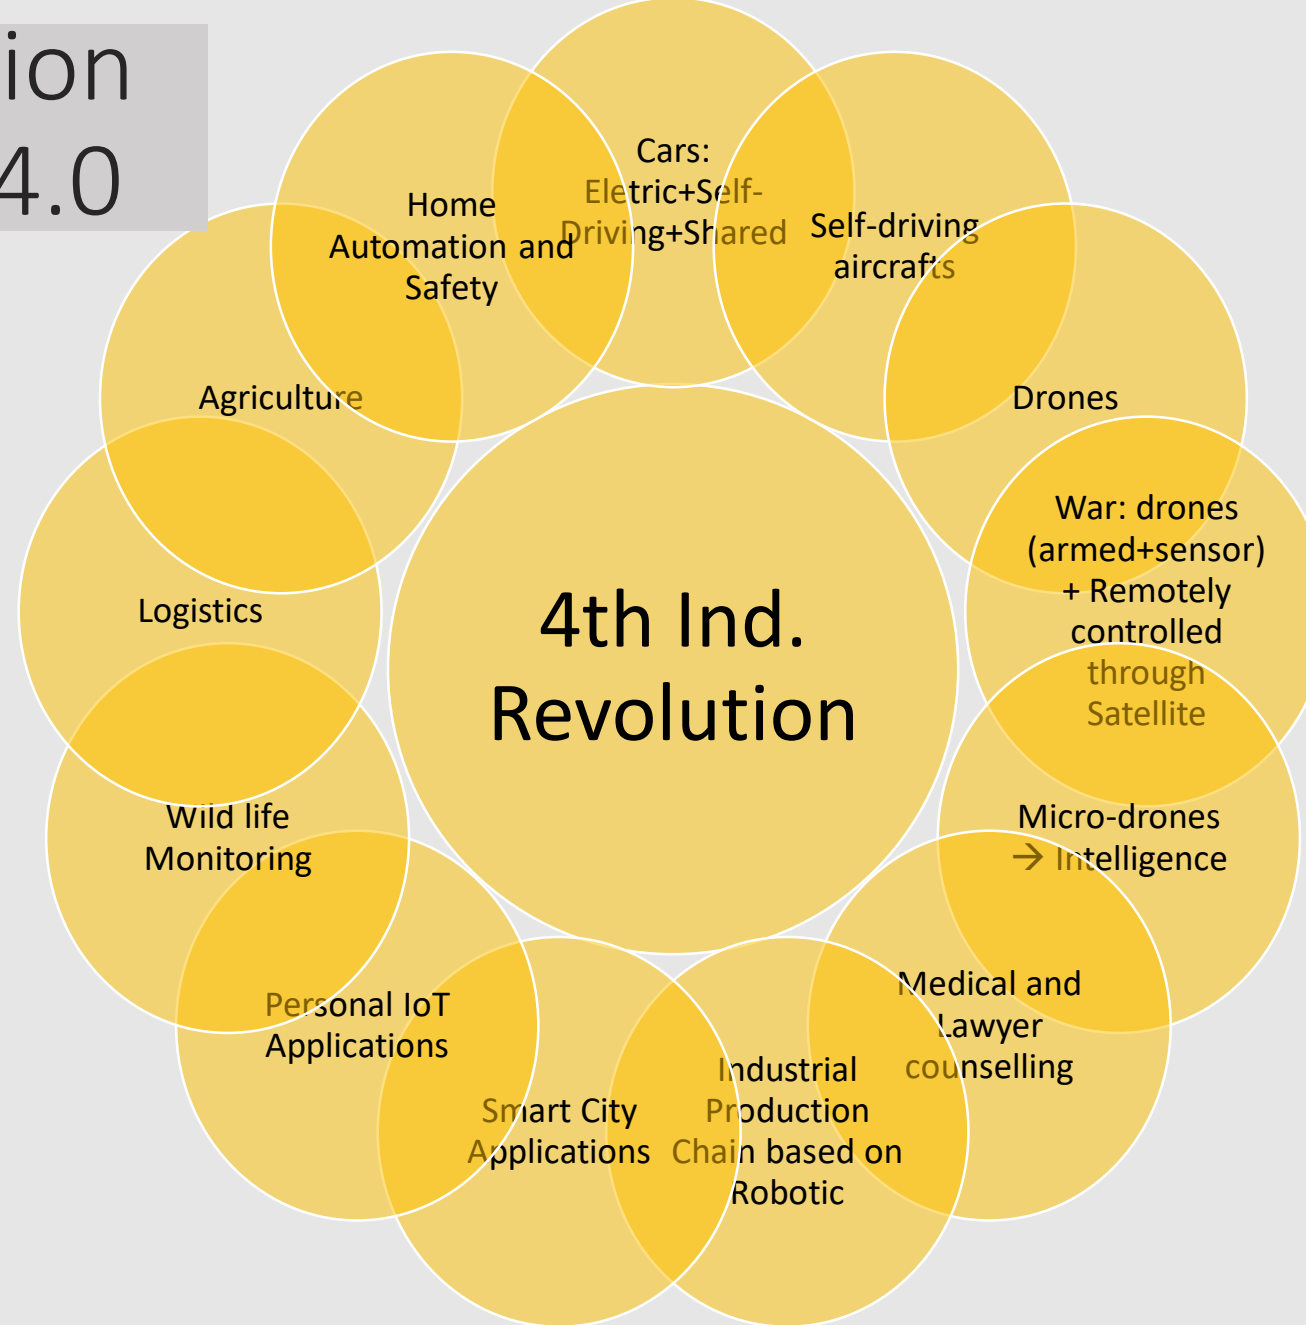 ion
4.0
Cars:
Eletric+Self-
Driving+Shared
Self-driving
aircrafts
Drones
War: drones
(armed+sensor)
+ Remotely
controlled
through
Satellite
Micro-drones
→ Intelligence
Medical and
Lawyer
counselling
Industrial
Production
Chain based on
Robotic
Smart City
Applications
Personal IoT
Applications
Wild life
Monitoring
Logistics
Agriculture
Home
Automation and
Safety
4th Ind.
Revolution